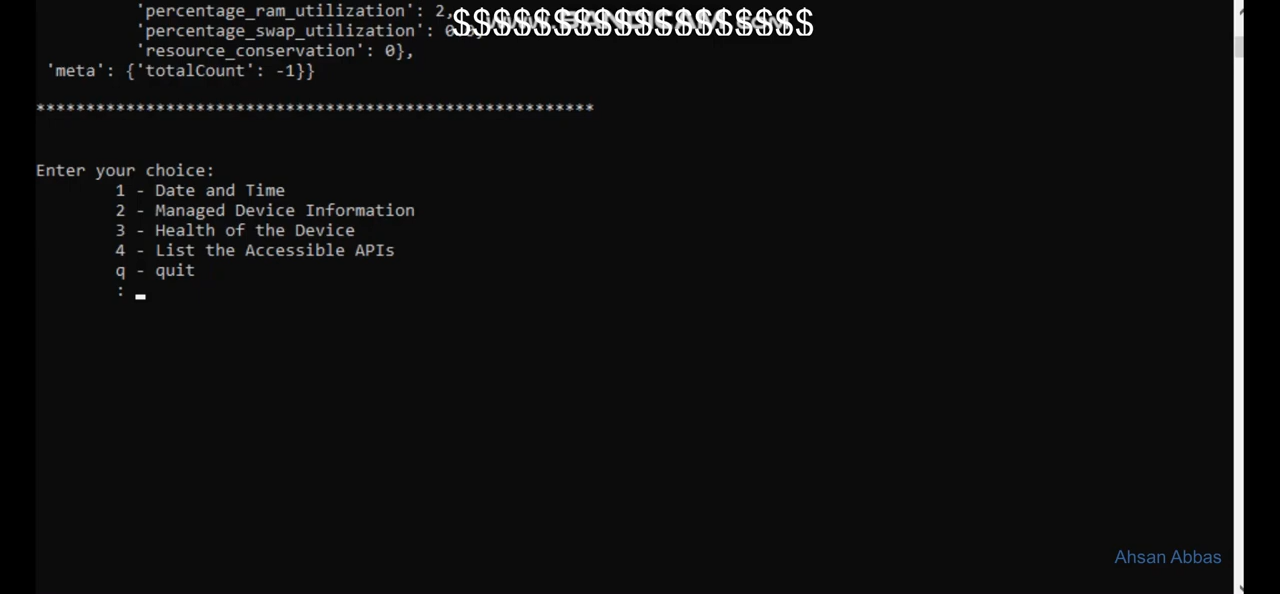 'percentage_ram_utilization': 2,
$$$$$$$$$$$$$$$$$$
'percentage_swap_utilization':
'resource_conservation': 0},
'meta': {'totalCount': -1}}
********************************************************
Enter your choice:
1 - Date and Time
2 - Managed Device Information
3 - Health of the Device
4 - List the Accessible APIs
q - quit
:
Ahsan Abbas